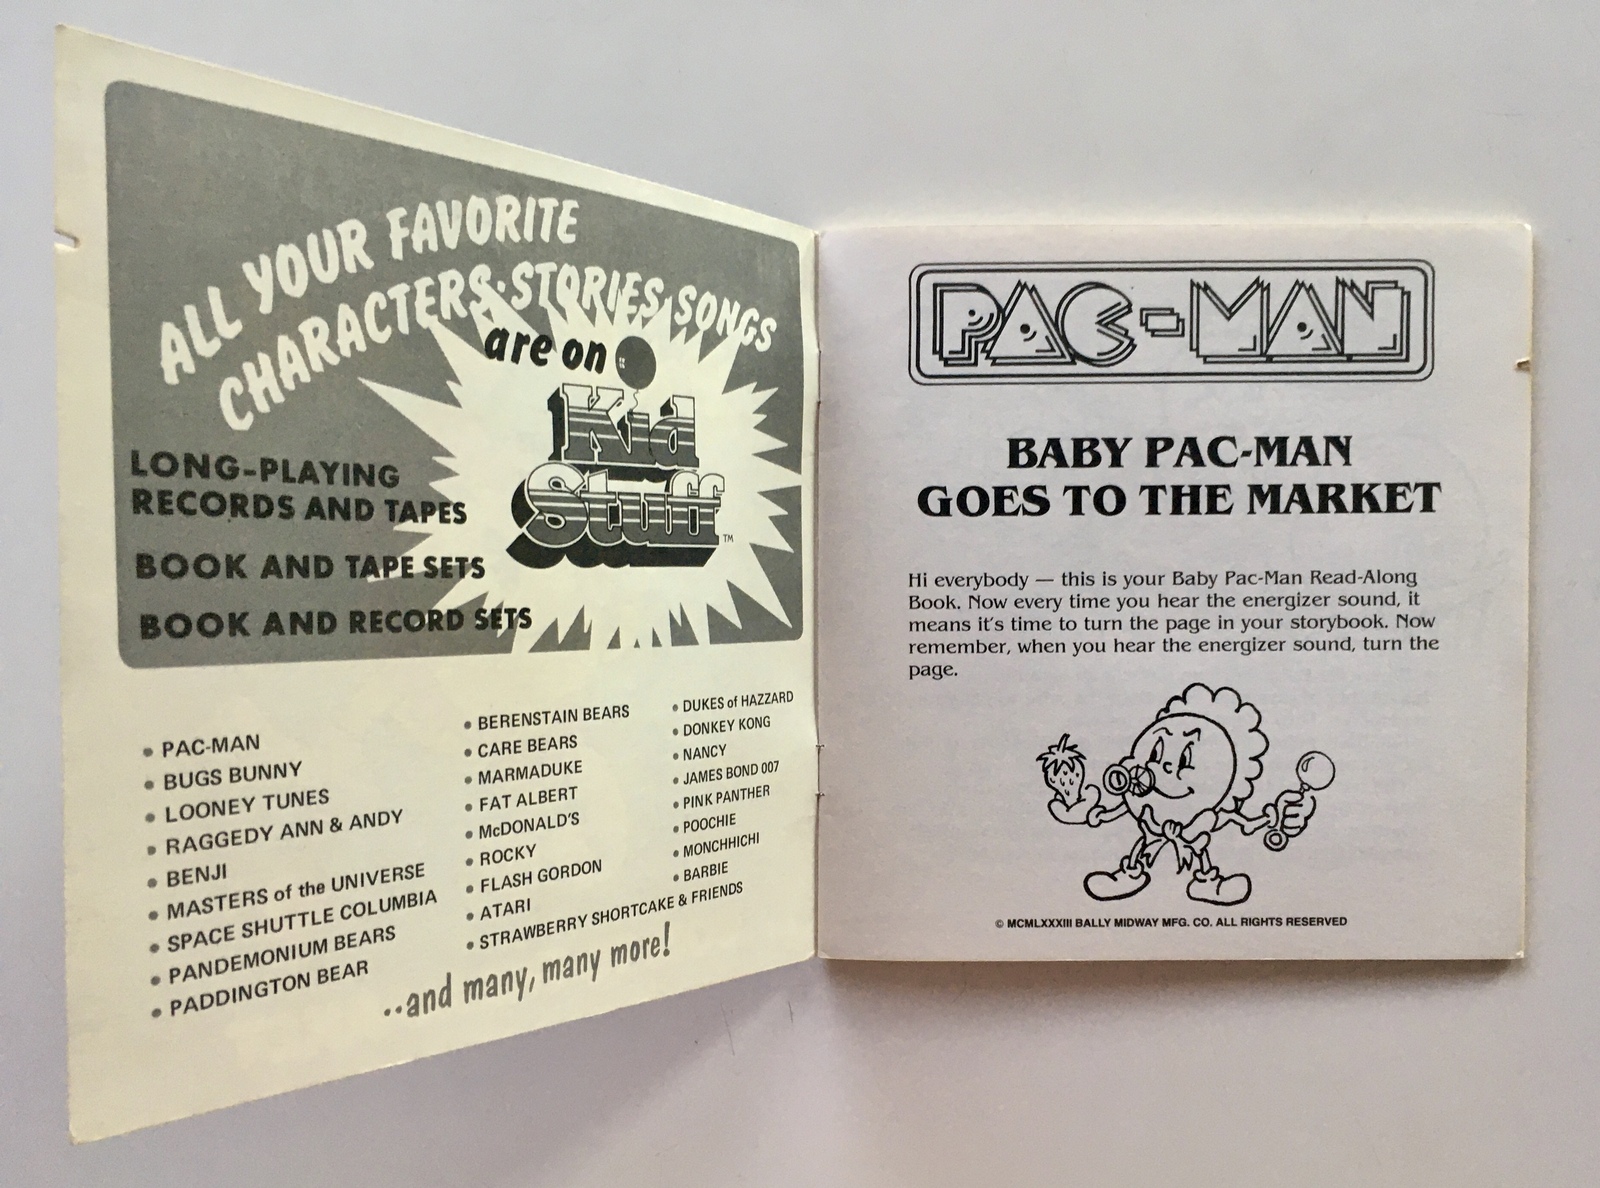 ALL YOUR FAVORITE
CHARACTERS·STORIES·SONGS
are on
Kid
Stuff
TM
LONG-PLAYING
RECORDS AND TAPES
BOOK AND TAPE SETS
BOOK AND RECORD SETS
• PAC-MAN
• BUGS BUNNY
• LOONEY TUNES
• RAGGEDY ANN & ANDY
• BENJI
• MASTERS of the UNIVERSE
• SPACE SHUTTLE COLUMBIA
• PANDEMONIUM BEARS
• PADDINGTON BEAR
• BERENSTAIN BEARS
• CARE BEARS
• MARMADUKE
• FAT ALBERT
• McDONALD'S
• ROCKY
• FLASH GORDON
• ATARI
• STRAWBERRY SHORTCAKE & FRIENDS
• DUKES of HAZZARD
• DONKEY KONG
• NANCY
• JAMES BOND 007
• PINK PANTHER
• POOCHIE
• MONCHHICHI
• BARBIE
..and many, many more!
PAC-MAN
BABY PAC-MAN
GOES TO THE MARKET
Hi everybody — this is your Baby Pac-Man Read-Along
Book. Now every time you hear the energizer sound, it
means it's time to turn the page in your storybook. Now
remember, when you hear the energizer sound, turn the
page.
© MCMLXXXIII BALLY MIDWAY MFG. CO. ALL RIGHTS RESERVED